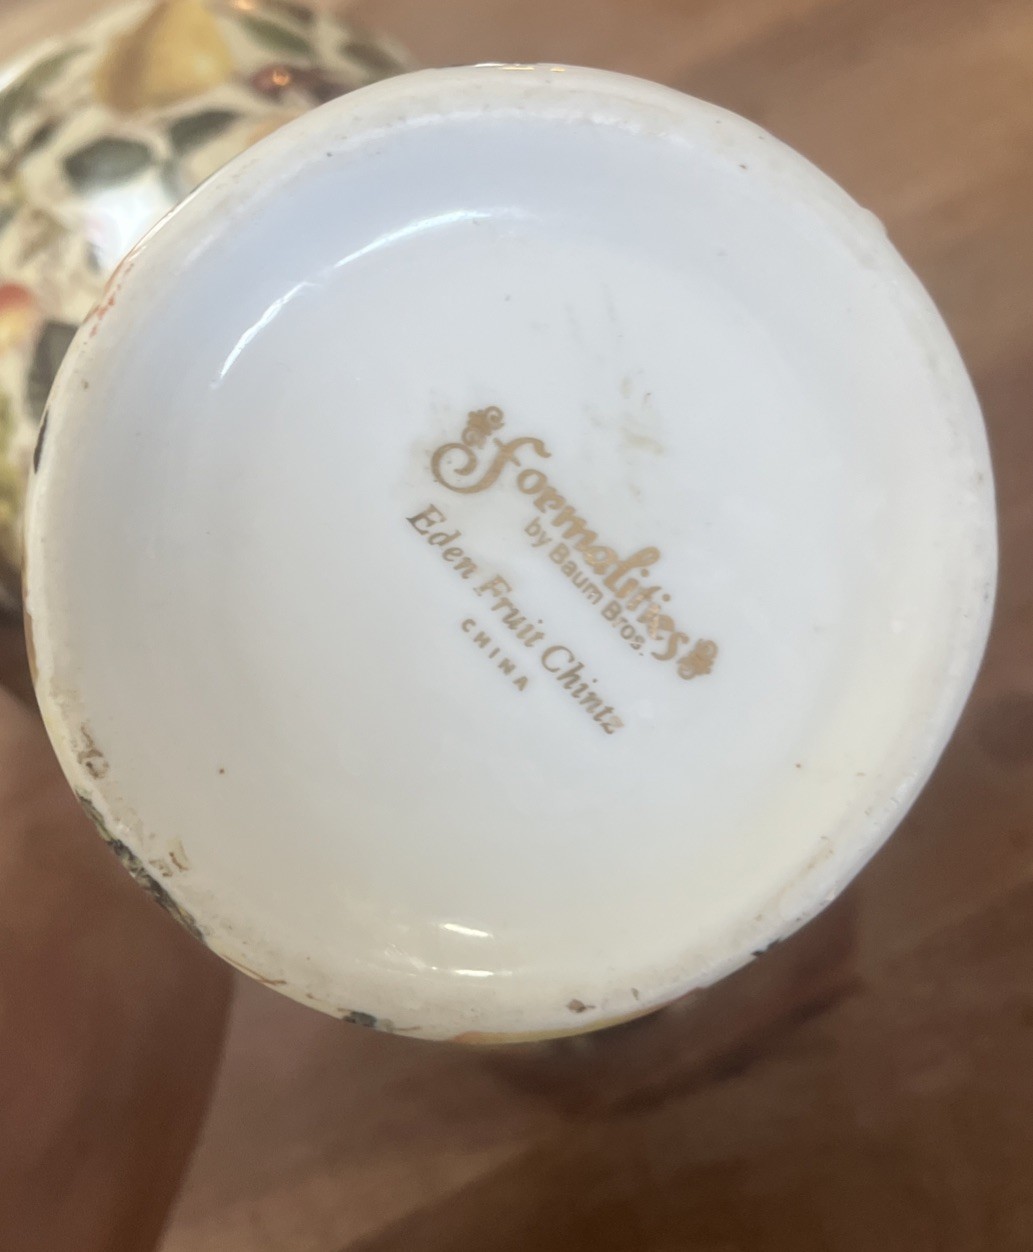 formalities
by Baum Bros.
Eden Fruit Chintz
CHINA